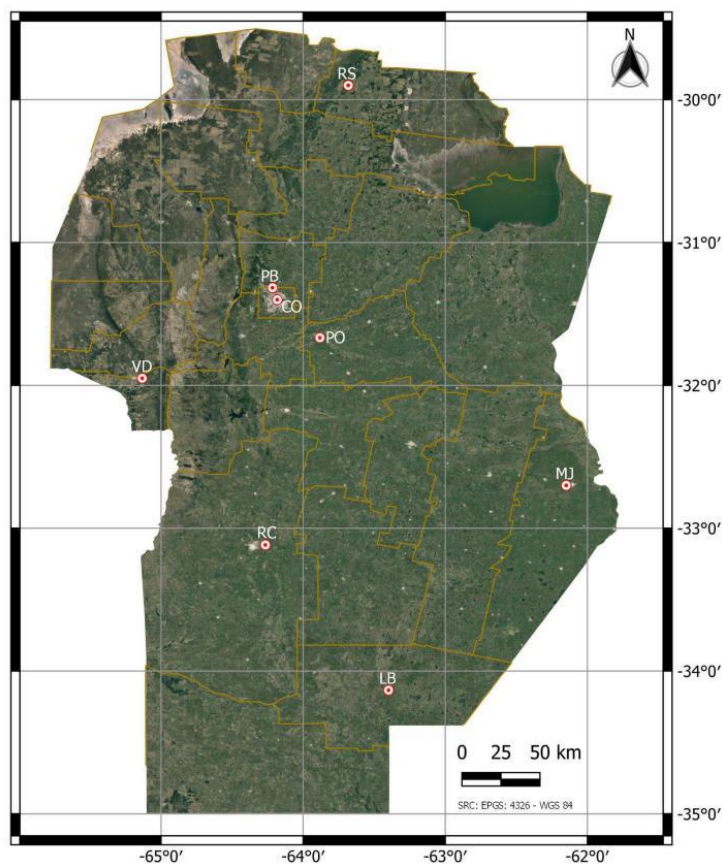 N
RS
-30°0’
-31°0’
PB
CO
PO
VD
-32°0’
MJ
RC
-33°0’
-34°0’
LB
0 25 50 km
SRC: EPGS: 4326 - WGS 84
-35°0’
-65°0’ -64°0’ -63°0’ -62°0’